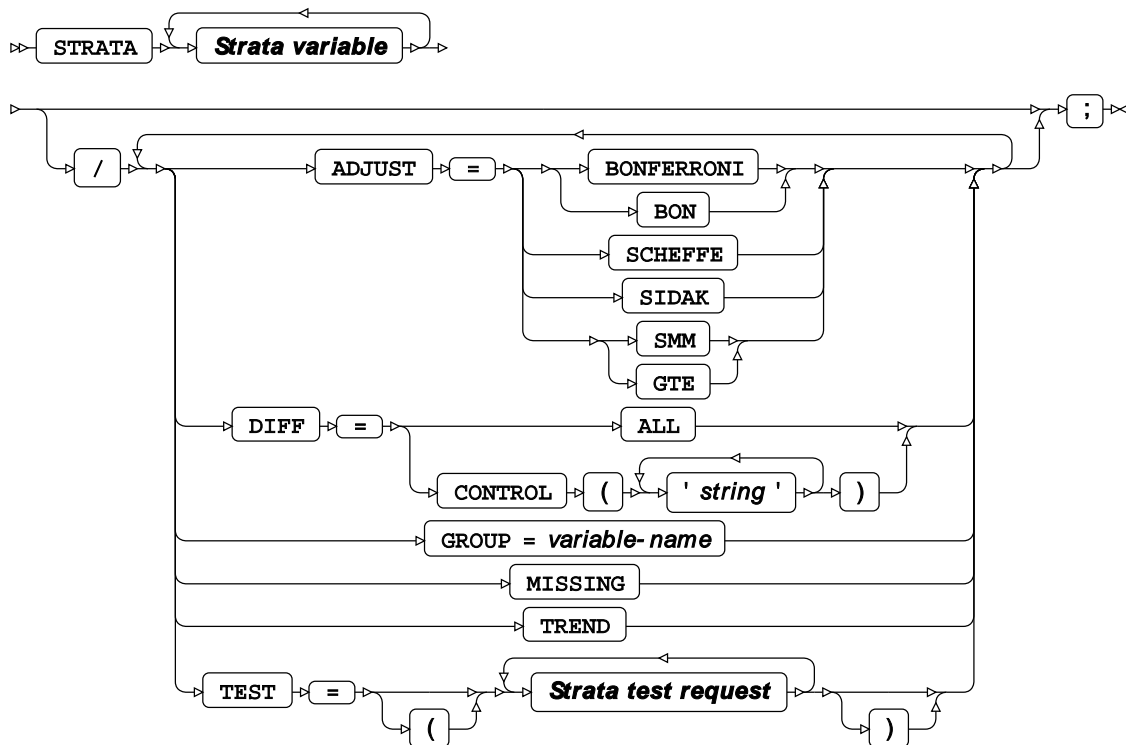 STRATA Strata variable
;
/ ADJUST = BONFERRONI
BON
SCHEFFE
SIDAK
SMM
GTE
DIFF = ALL
CONTROL ( ' string ' )
GROUP = variable-name
MISSING
TREND
TEST = Strata test request
( )